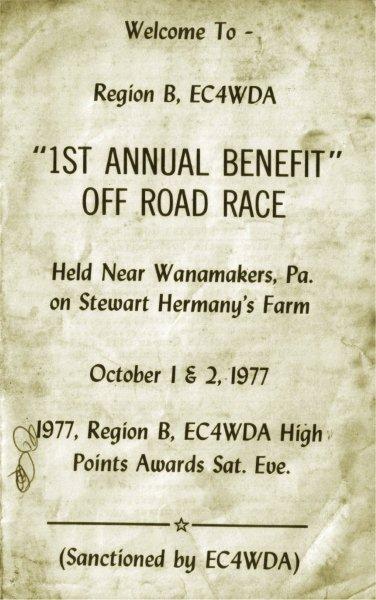 Welcome To -
Region B, EC4WDA
"1ST ANNUAL BENEFIT"
OFF ROAD RACE
Held Near Wanamakers, Pa.
on Stewart Hermany's Farm
October 1 & 2, 1977
1977, Region B, EC4WDA High
Points Awards Sat. Eve.
(Sanctioned by EC4WDA)